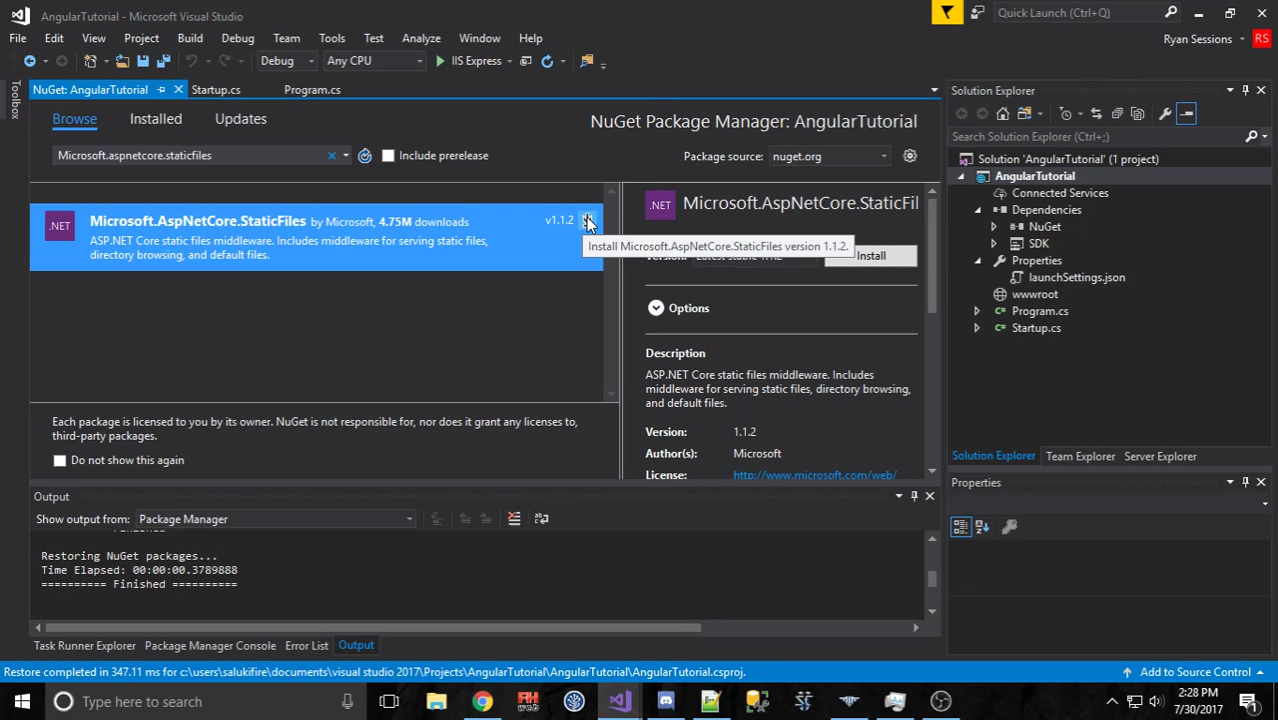 AngularTutorial - Microsoft Visual Studio
Quick Launch (Ctrl+Q)
File Edit View Project Build Debug Team Tools Test Analyze Window Help
Ryan Sessions RS
Debug Any CPU IIS Express
Toolbox
NuGet: AngularTutorial Startup.cs Program.cs
Browse Installed Updates
NuGet Package Manager: AngularTutorial
Microsoft.aspnetcore.staticfiles
Include prerelease
Package source: nuget.org
.NET
Microsoft.AspNetCore.StaticFiles by Microsoft, 4.75M downloads
v1.1.2
ASP.NET Core static files middleware. Includes middleware for serving static files,
directory browsing, and default files.
Install Microsoft.AspNetCore.StaticFiles version 1.1.2.
.NET
Microsoft.AspNetCore.StaticFil
Install
Options
Description
ASP.NET Core static files middleware. Includes
middleware for serving static files, directory browsing,
and default files.
Version: 1.1.2
Author(s): Microsoft
License: http://www.microsoft.com/web/
Each package is licensed to you by its owner. NuGet is not responsible for, nor does it grant any licenses to,
third-party packages.
Do not show this again
Solution Explorer
Search Solution Explorer (Ctrl+;)
Solution 'AngularTutorial' (1 project)
AngularTutorial
Connected Services
Dependencies
NuGet
SDK
Properties
launchSettings.json
wwwroot
Program.cs
Startup.cs
Solution Explorer Team Explorer Server Explorer
Properties
Output
Show output from: Package Manager
Restoring NuGet packages...
Time Elapsed: 00:00:00.3789888
========== Finished ==========
Task Runner Explorer Package Manager Console Error List Output
Restore completed in 347.11 ms for c:\users\salukifire\documents\visual studio 2017\Projects\AngularTutorial\AngularTutorial\AngularTutorial.csproj.
Add to Source Control
Type here to search
2:28 PM
7/30/2017